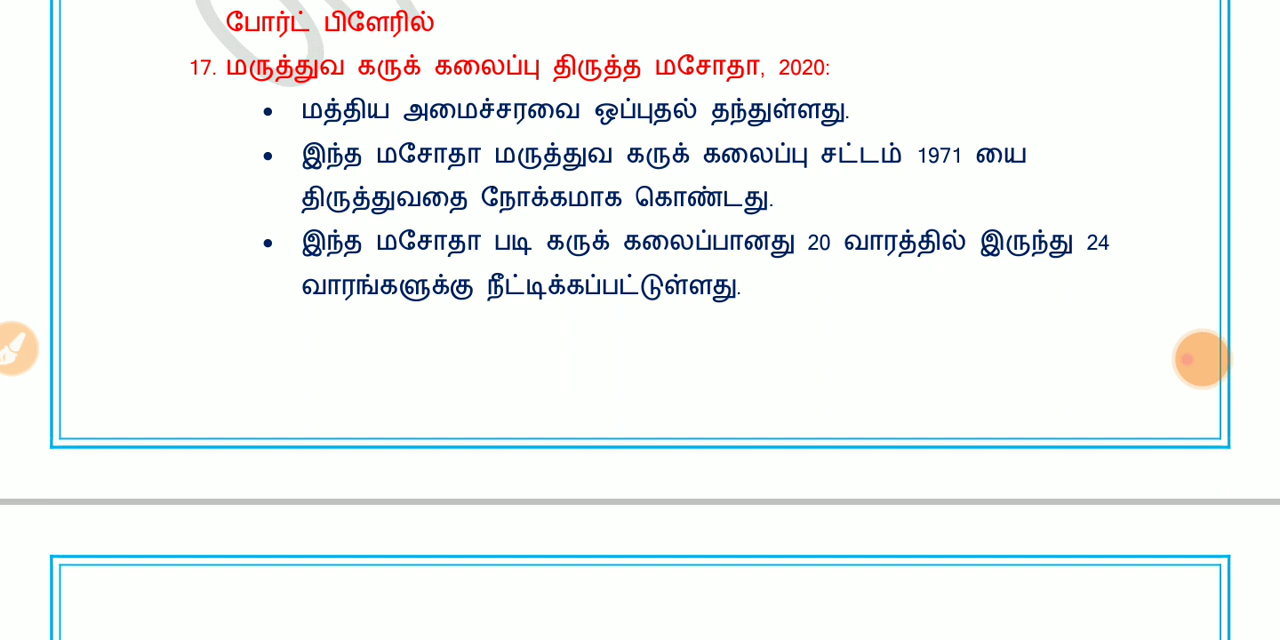 போர்ட் பிளேரில்
17. மருத்துவ கருக் கலைப்பு திருத்த மசோதா, 2020:
• மத்திய அமைச்சரவை ஒப்புதல் தந்துள்ளது.
• இந்த மசோதா மருத்துவ கருக் கலைப்பு சட்டம் 1971 யை
திருத்துவதை நோக்கமாக கொண்டது.
• இந்த மசோதா படி கருக் கலைப்பானது 20 வாரத்தில் இருந்து 24
வாரங்களுக்கு நீட்டிக்கப்பட்டுள்ளது.